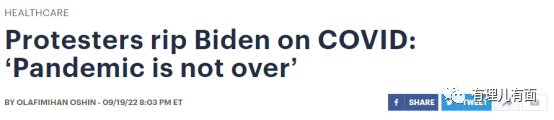 HEALTHCARE
Protesters rip Biden on COVID:
‘Pandemic is not over’
BY OLAFIMIHAN OSHIN - 09/19/22 8:03 PM ET
SHARE TWEET 有理儿有面